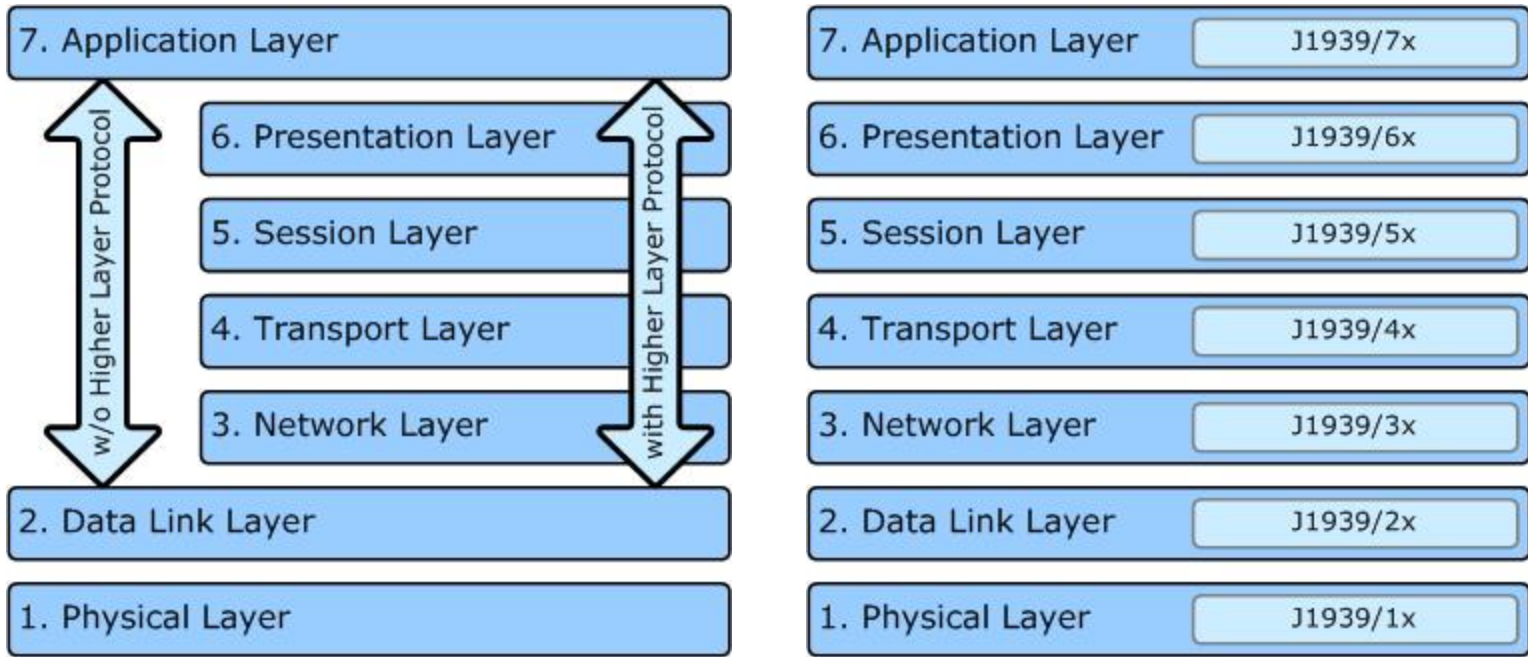 7. Application Layer
w/o Higher Layer Protocol
with Higher Layer Protocol
6. Presentation Layer
5. Session Layer
4. Transport Layer
3. Network Layer
2. Data Link Layer
1. Physical Layer
7. Application Layer J1939/7x
6. Presentation Layer J1939/6x
5. Session Layer J1939/5x
4. Transport Layer J1939/4x
3. Network Layer J1939/3x
2. Data Link Layer J1939/2x
1. Physical Layer J1939/1x